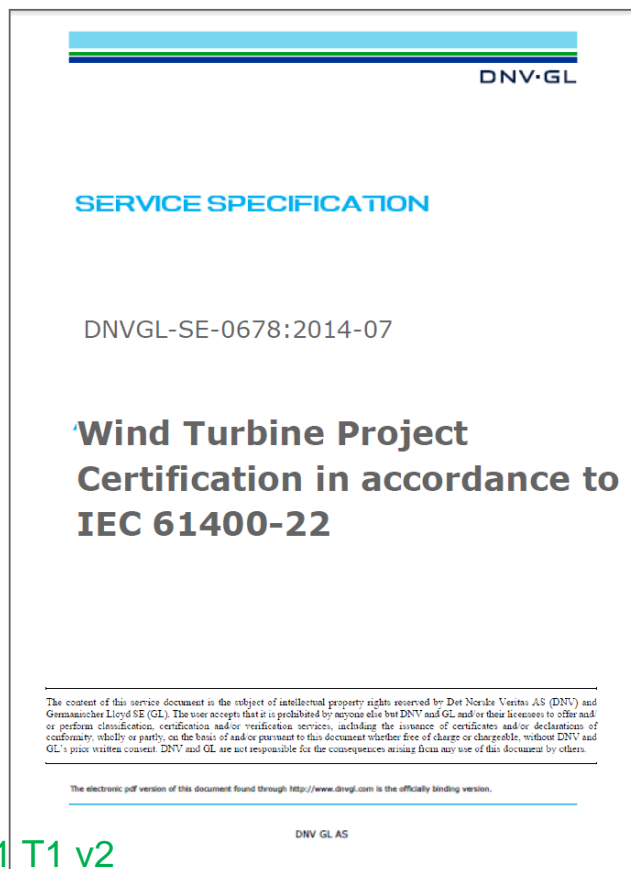 DNV·GL
SERVICE SPECIFICATION
DNVGL-SE-0678:2014-07
Wind Turbine Project
Certification in accordance to
IEC 61400-22
The content of this service document is the subject of intellectual property rights reserved by Det Norske Veritas AS (DNV) and
Germanischer Lloyd SE (GL). The user accepts that it is prohibited by anyone else but DNV and GL and/or their licensees to offer and/
or perform classification, certification and/or verification services, including the issuance of certificates and/or declarations of
conformity, wholly or partly, on the basis of and/or pursuant to this document whether free of charge or chargeable, without DNV and
GL's prior written consent. DNV and GL are not responsible for the consequences arising from any use of this document by others.
The electronic pdf version of this document found through http://www.dnvgl.com is the officially binding version.
DNV GL AS
T1 v2